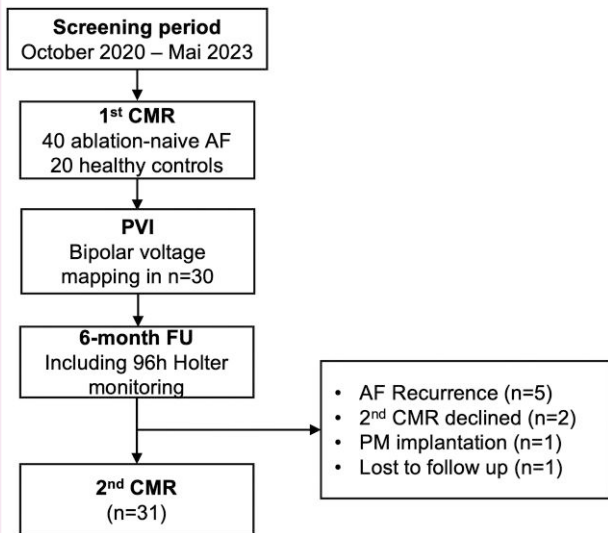 Screening period
October 2020 – Mai 2023
1st CMR
40 ablation-naive AF
20 healthy controls
PVI
Bipolar voltage
mapping in n=30
6-month FU
Including 96h Holter
monitoring
• AF Recurrence (n=5)
• 2nd CMR declined (n=2)
• PM implantation (n=1)
• Lost to follow up (n=1)
2nd CMR
(n=31)